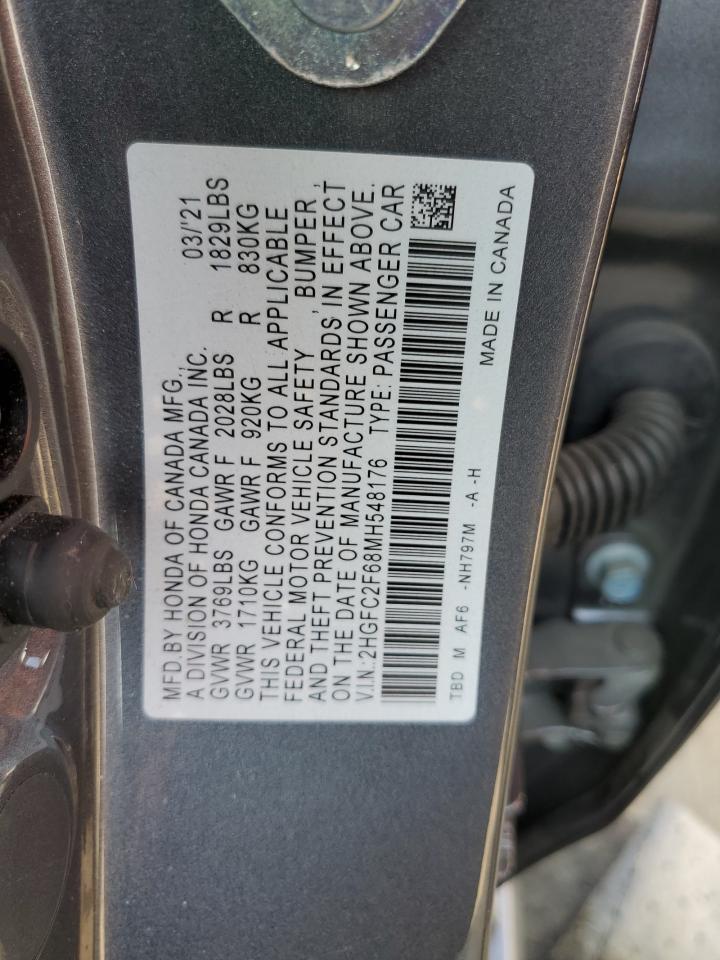 MFD.BY HONDA OF CANADA MFG., 03/'21
A DIVISION OF HONDA CANADA INC.
GVWR 3769LBS GAWR F 2028LBS R 1829LBS
GVWR 1710KG GAWR F 920KG R 830KG
THIS VEHICLE CONFORMS TO ALL APPLICABLE
FEDERAL MOTOR VEHICLE SAFETY , BUMPER ,
AND THEFT PREVENTION STANDARDS IN EFFECT
ON THE DATE OF MANUFACTURE SHOWN ABOVE.
V.I.N.:2HGFC2F68MH548176 TYPE: PASSENGER CAR
TBD M AF6 -NH797M -A -H
MADE IN CANADA